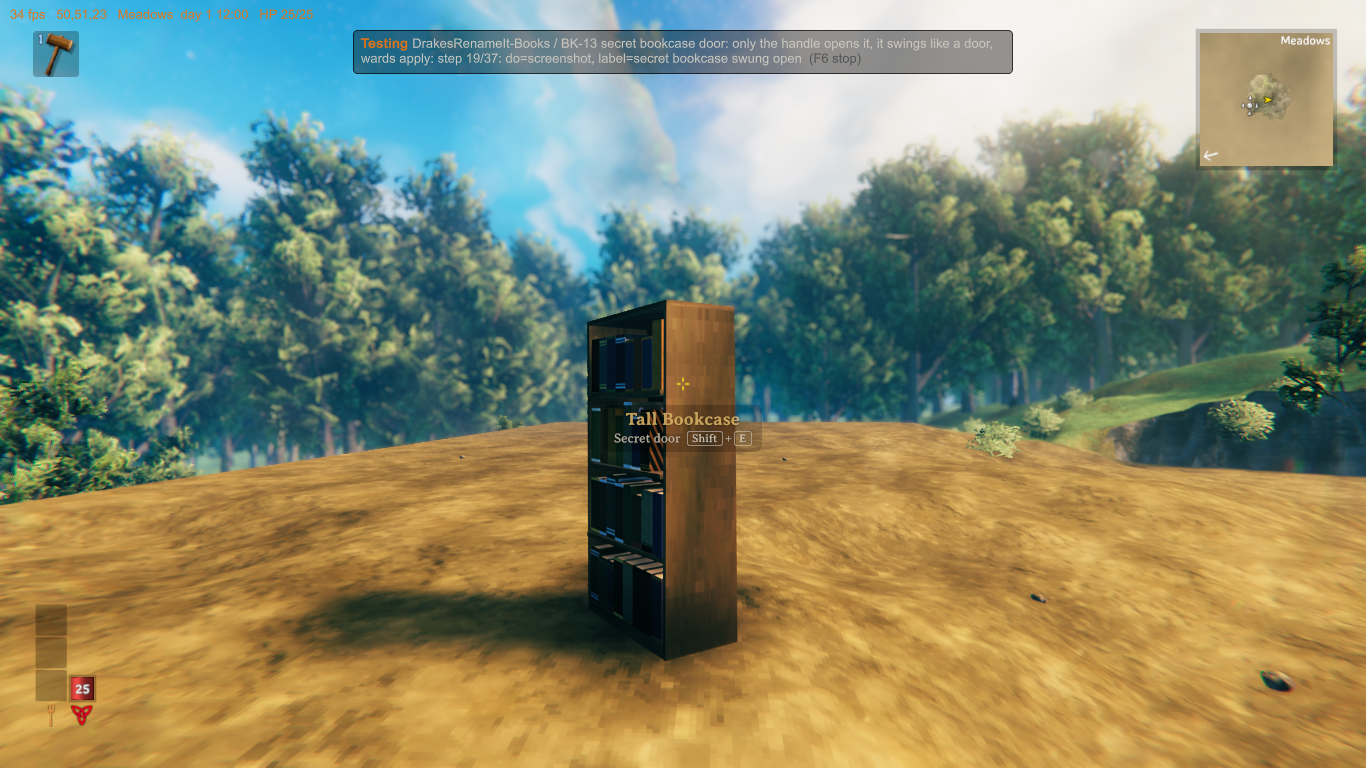 34 fps 50,51,23 Meadows day 1 12:00 HP 25/25
1
Testing DrakesRenameIt-Books / BK-13 secret bookcase door: only the handle opens it, it swings like a door,
wards apply: step 19/37: do=screenshot, label=secret bookcase swung open (F6 stop)
Meadows
Tall Bookcase
Secret door Shift + E
25